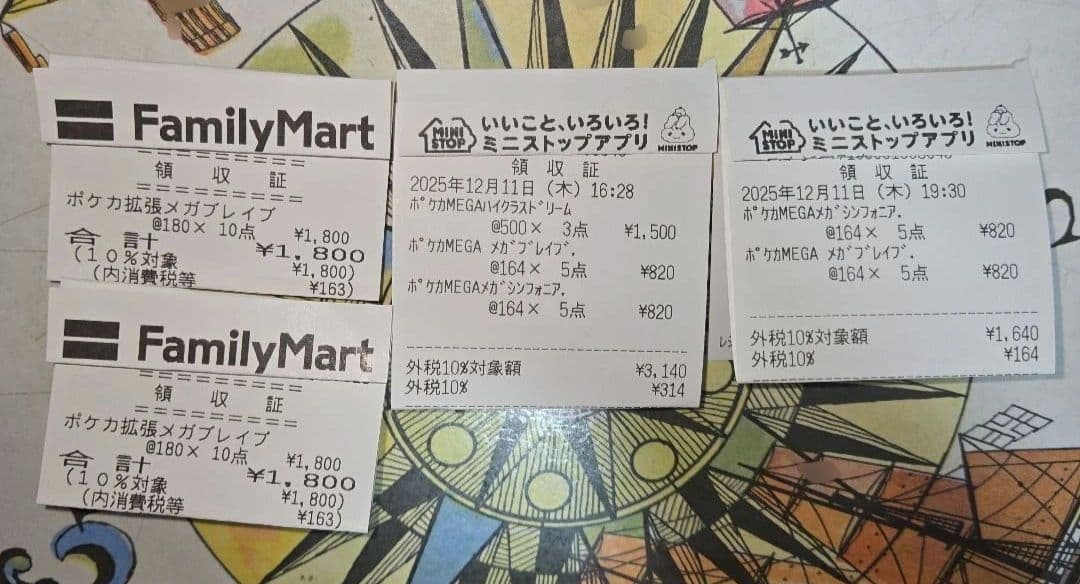 FamilyMart
＝＝＝＝＝＝＝＝
領　収　証
＝＝＝＝＝＝＝＝
ポケカ拡張メガブレイブ
@180× 10点 ¥1,800
合　計 ¥1,800
(10%対象 ¥1,800)
(内消費税等 ¥163)
FamilyMart
＝＝＝＝＝＝＝＝
領　収　証
＝＝＝＝＝＝＝＝
ポケカ拡張メガブレイブ
@180× 10点 ¥1,800
合　計 ¥1,800
(10%対象 ¥1,800)
(内消費税等 ¥163)
MINI STOP いいこと、いろいろ!
ミニストップアプリ MINISTOP
領 収 証
2025年12月11日 (木) 16:28
ﾎﾟｹｶMEGAﾊｲｸﾗｽﾄﾞﾘｰﾑ
@500× 3点 ¥1,500
ﾎﾟｹｶMEGA ﾒｶﾞﾌﾞﾚｲﾌﾞ.
@164× 5点 ¥820
ﾎﾟｹｶMEGAﾒｶﾞｼﾝﾌｫﾆｱ.
@164× 5点 ¥820
外税10%対象額 ¥3,140
外税10% ¥314
MINI STOP いいこと、いろいろ!
ミニストップアプリ MINISTOP
領 収 証
2025年12月11日 (木) 19:30
ﾎﾟｹｶMEGAﾒｶﾞｼﾝﾌｫﾆｱ.
@164× 5点 ¥820
ﾎﾟｹｶMEGA ﾒｶﾞﾌﾞﾚｲﾌﾞ.
@164× 5点 ¥820
外税10%対象額 ¥1,640
外税10% ¥164